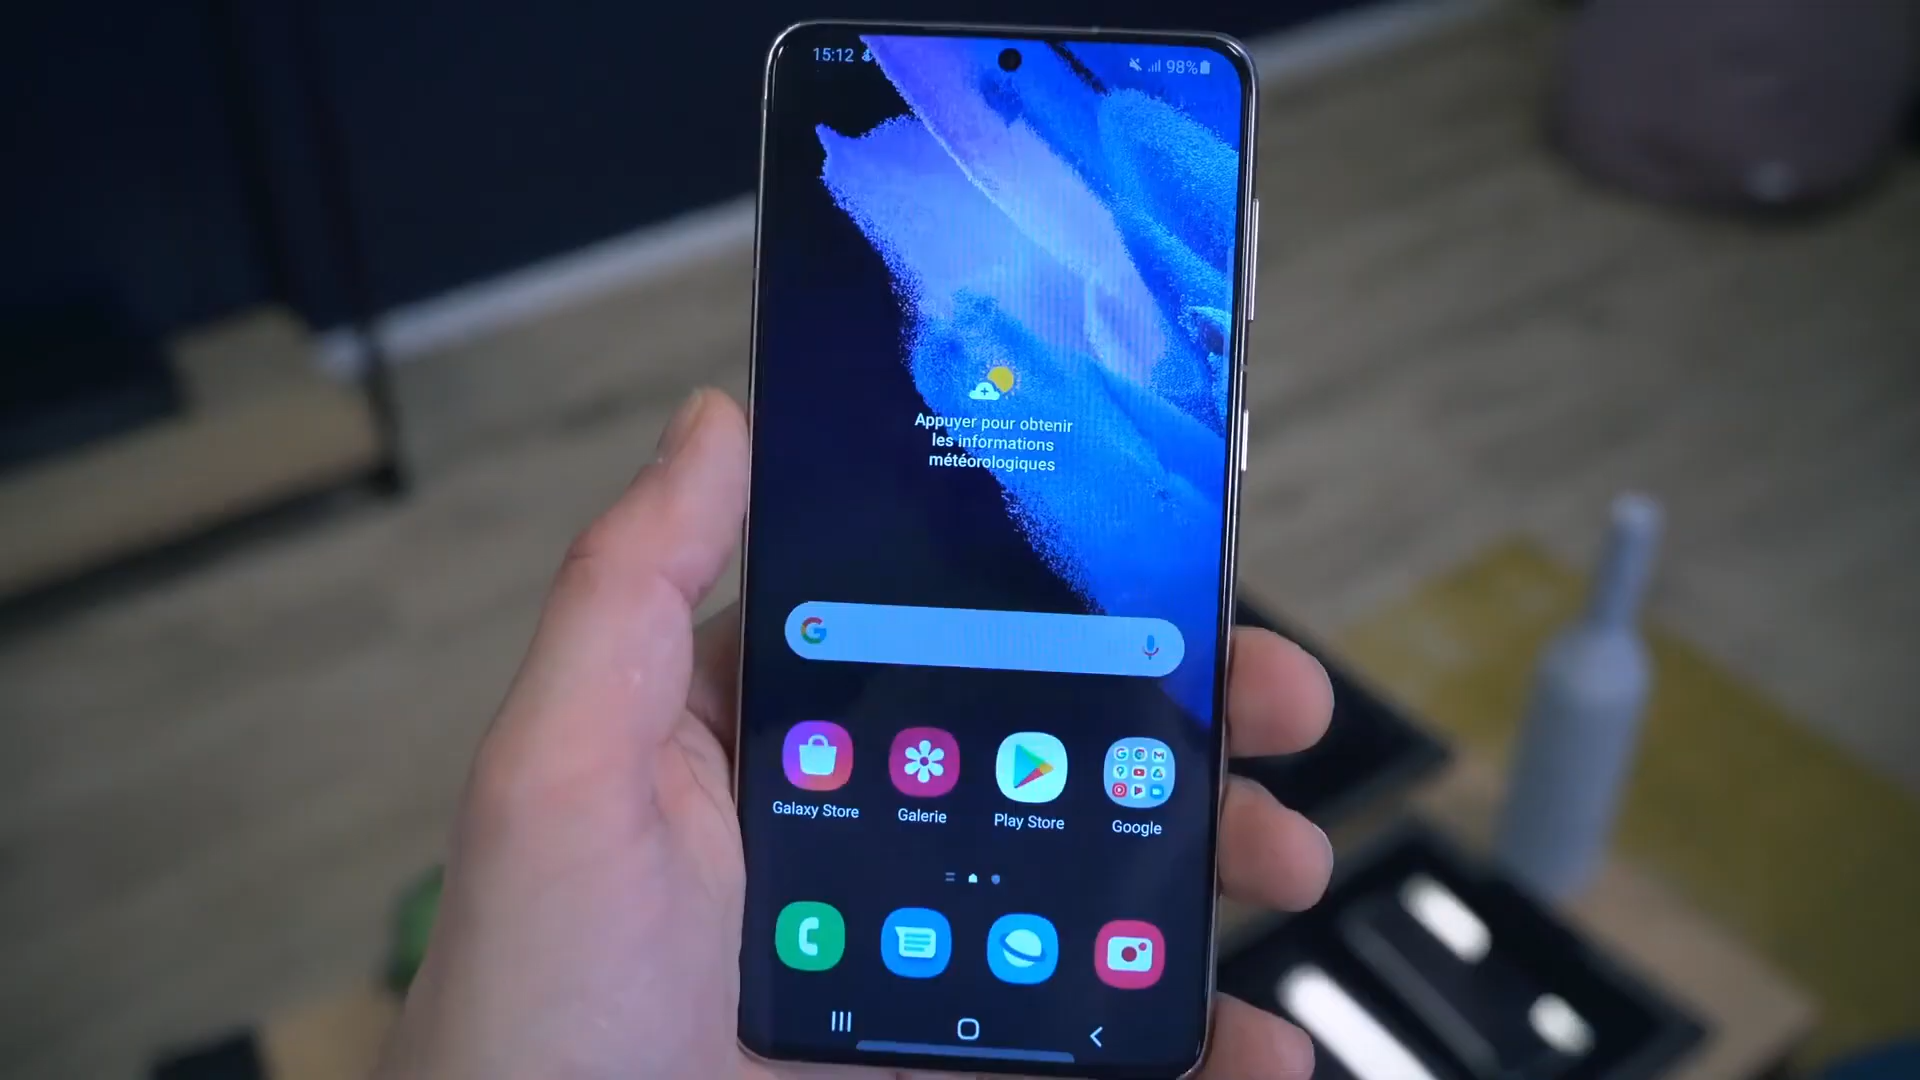 15:12
98%
Appuyer pour obtenir
les informations
météorologiques
Galaxy Store
Galerie
Play Store
Google